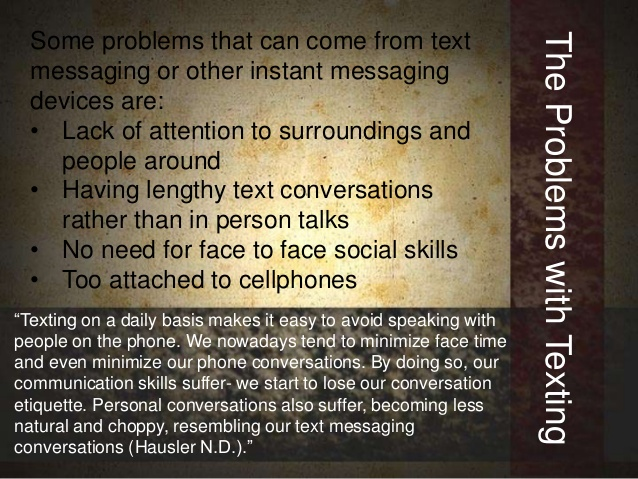 The Problems with Texting
Some problems that can come from text
messaging or other instant messaging
devices are:
• Lack of attention to surroundings and
people around
• Having lengthy text conversations
rather than in person talks
• No need for face to face social skills
• Too attached to cellphones
“Texting on a daily basis makes it easy to avoid speaking with
people on the phone. We nowadays tend to minimize face time
and even minimize our phone conversations. By doing so, our
communication skills suffer- we start to lose our conversation
etiquette. Personal conversations also suffer, becoming less
natural and choppy, resembling our text messaging
conversations (Hausler N.D.).”